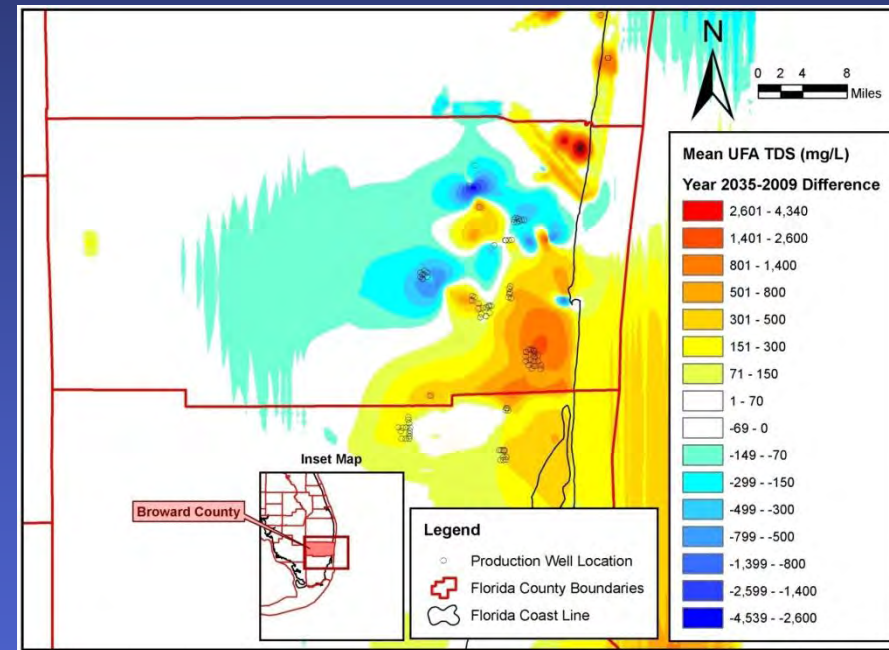 N
0 2 4 8
Miles
Mean UFA TDS (mg/L)
Year 2035-2009 Difference
2,601 - 4,340
1,401 - 2,600
801 - 1,400
501 - 800
301 - 500
151 - 300
71 - 150
1 - 70
-69 - 0
-149 - -70
-299 - -150
-499 - -300
-799 - -500
-1,399 - -800
-2,599 - -1,400
-4,539 - -2,600
Inset Map
Broward County
Legend
Production Well Location
Florida County Boundaries
Florida Coast Line